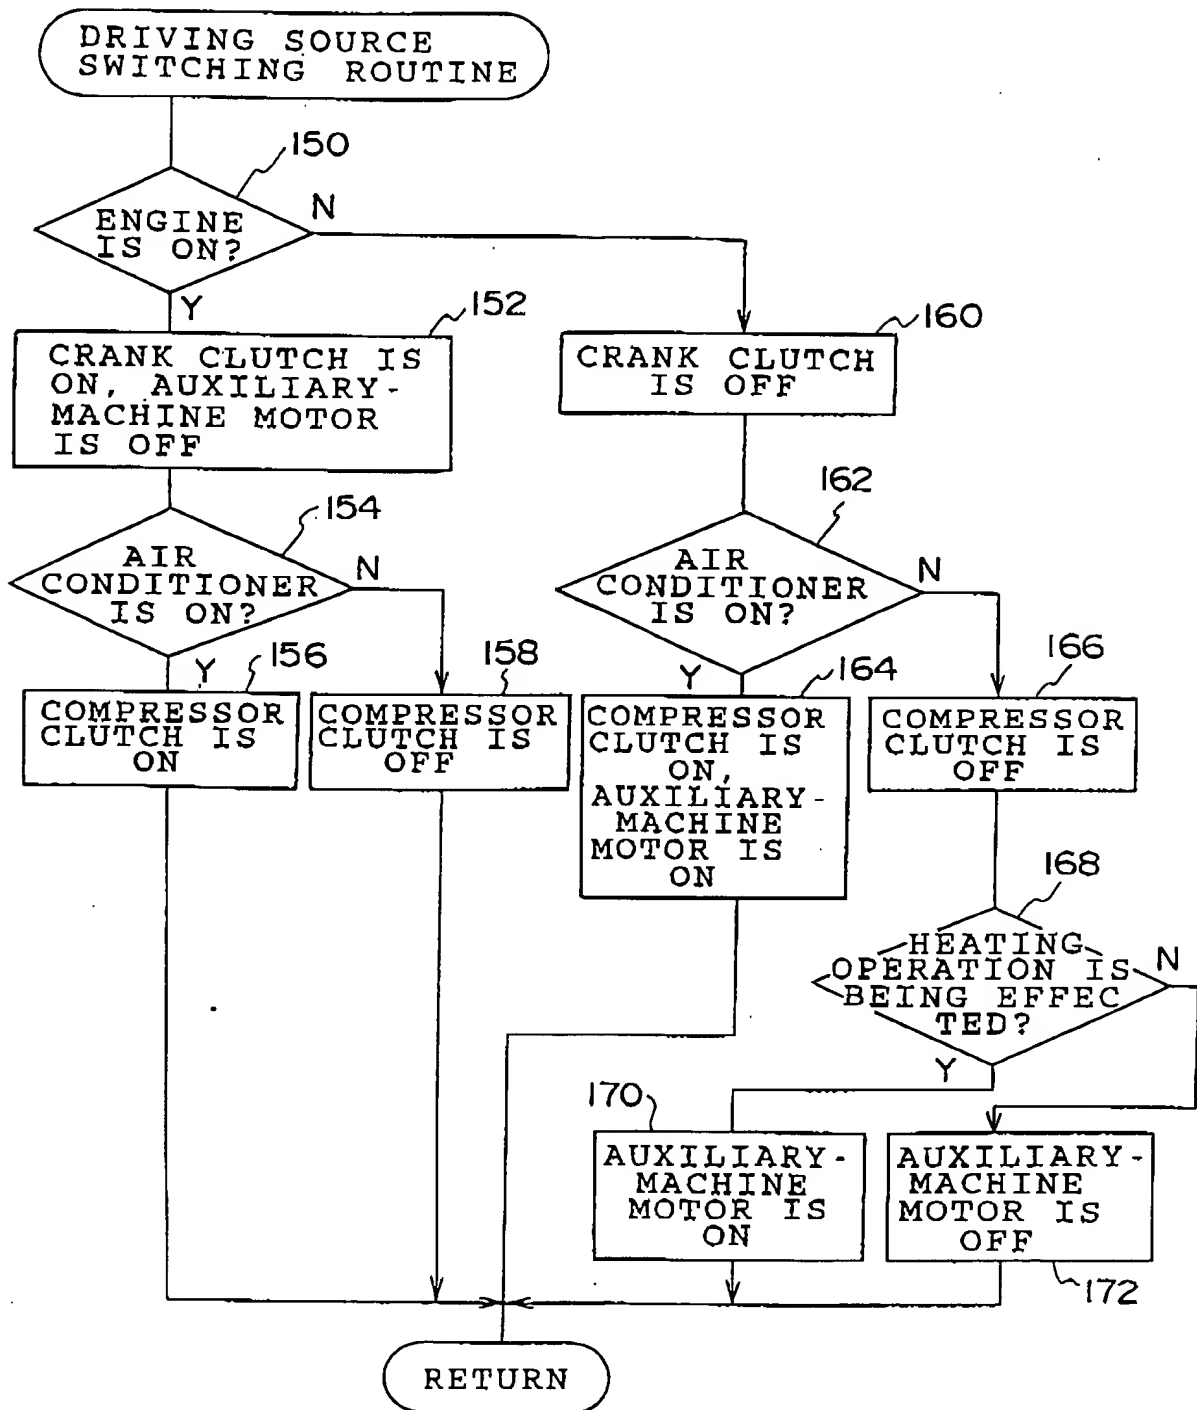 DRIVING SOURCE
SWITCHING ROUTINE
150
ENGINE
IS ON?
N
Y
152
CRANK CLUTCH IS
ON, AUXILIARY-
MACHINE MOTOR
IS OFF
160
CRANK CLUTCH
IS OFF
154
AIR
CONDITIONER
IS ON?
N
Y
162
AIR
CONDITIONER
IS ON?
N
Y
156
COMPRESSOR
CLUTCH IS
ON
158
COMPRESSOR
CLUTCH IS
OFF
164
COMPRESSOR
CLUTCH IS
ON,
AUXILIARY-
MACHINE
MOTOR IS
ON
166
COMPRESSOR
CLUTCH IS
OFF
168
HEATING
OPERATION IS
BEING EFFEC
TED?
N
Y
170
AUXILIARY-
MACHINE
MOTOR IS
ON
AUXILIARY-
MACHINE
MOTOR IS
OFF
172
RETURN